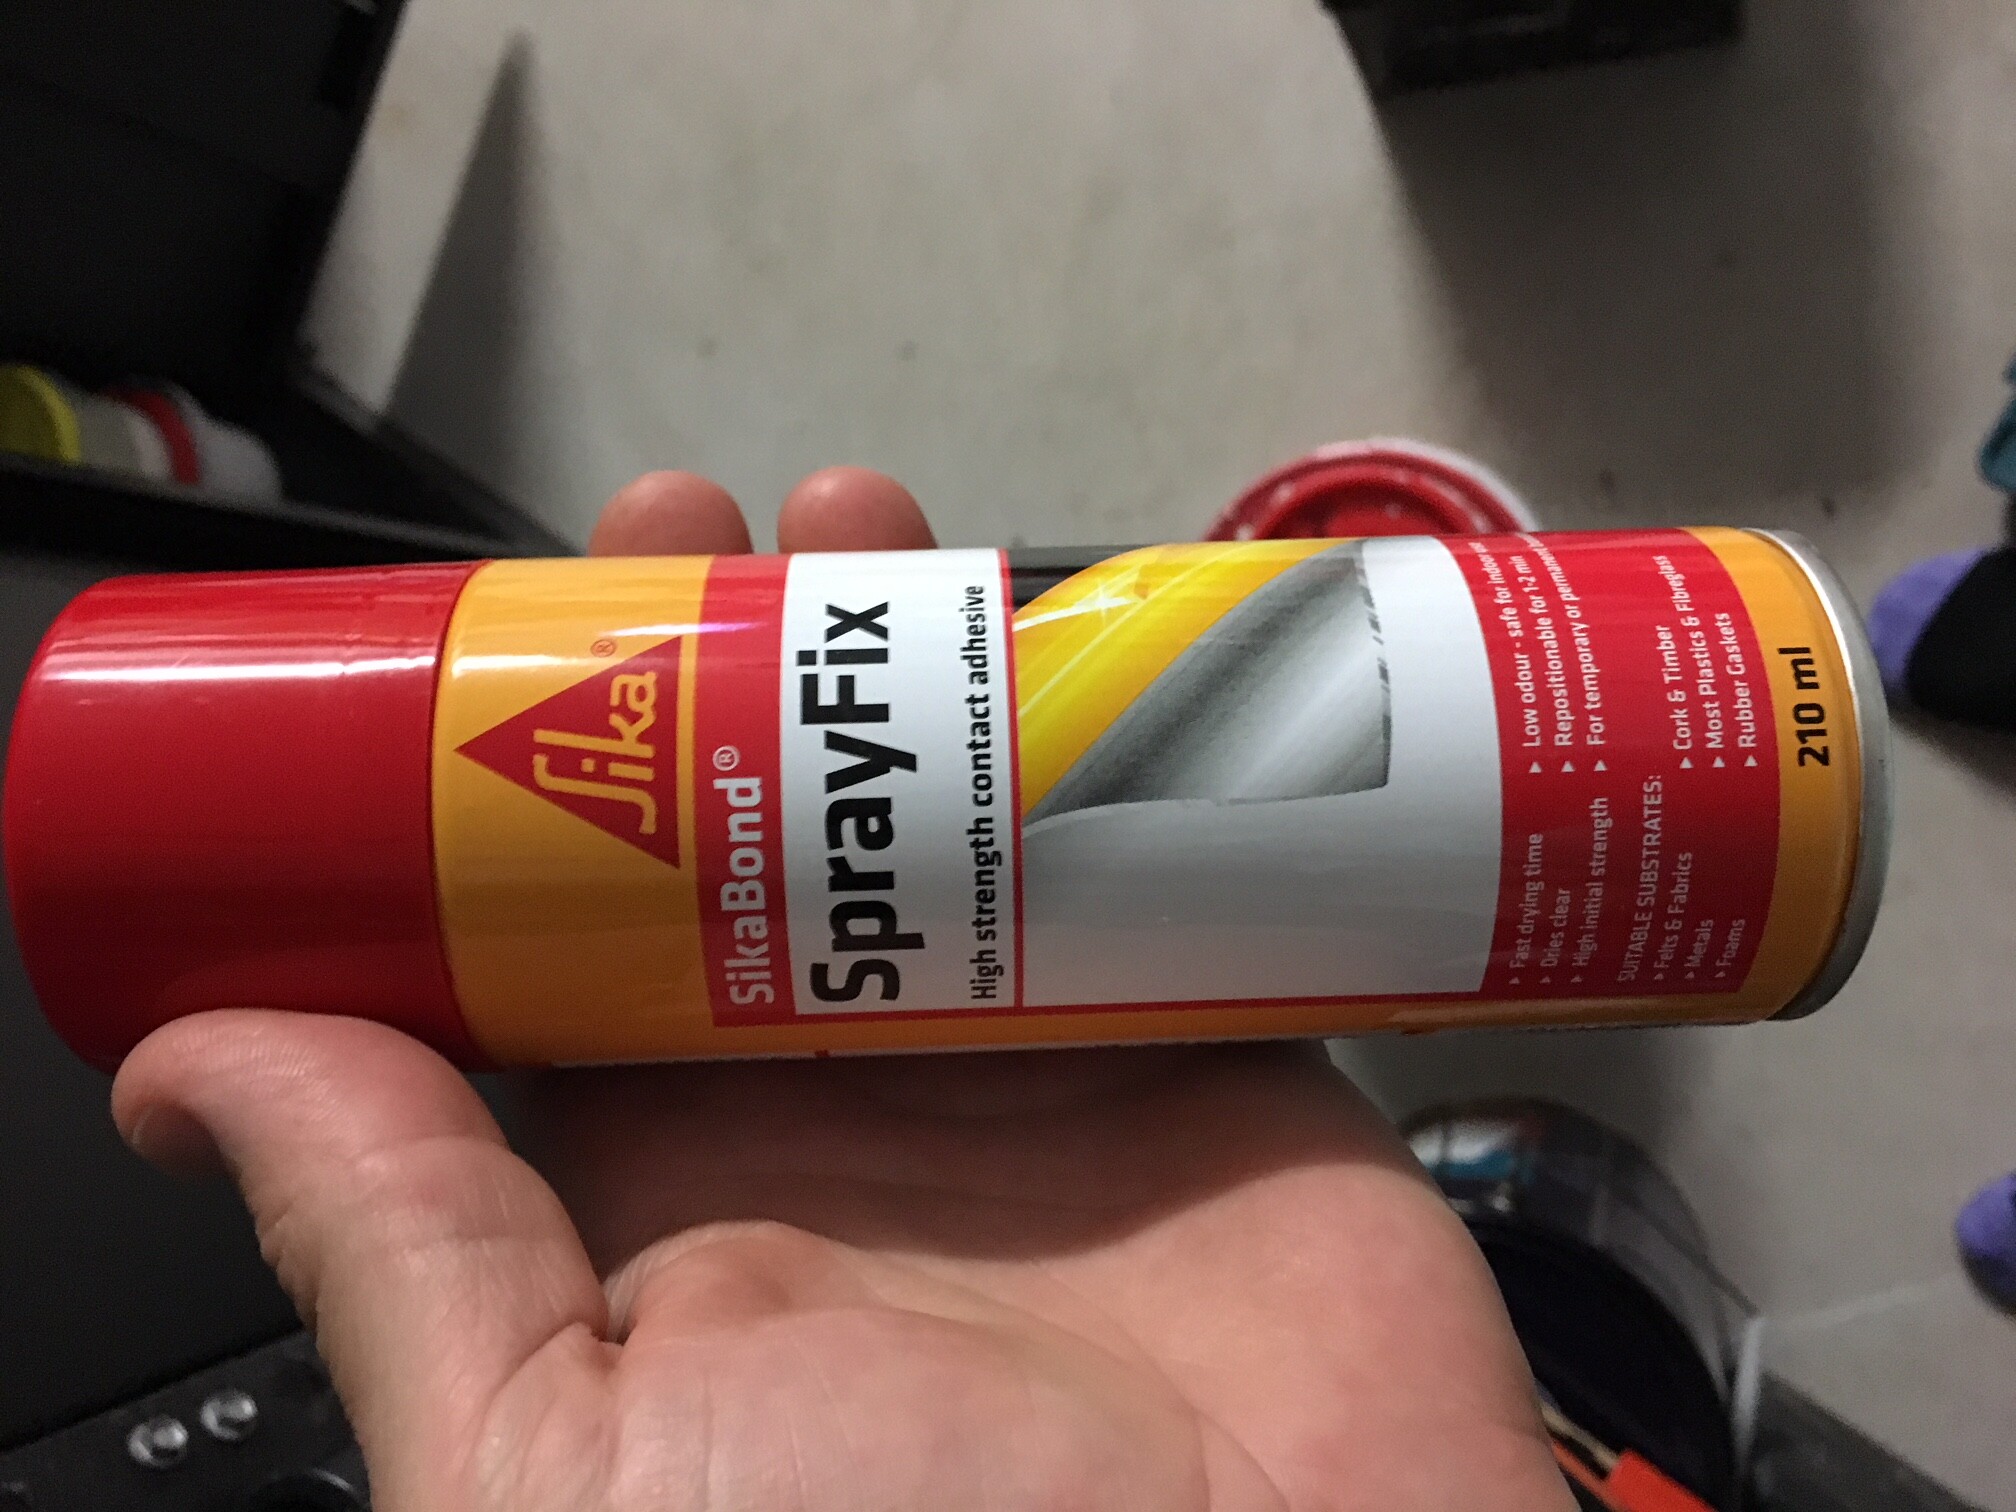 Sika®
SikaBond®
SprayFix
High strength contact adhesive
▸ Fast drying time
▸ Dries clear
▸ High initial strength
▸ Low odour - safe for indoor use
▸ Repositionable for 1-2 min
▸ For temporary or permanent
SUITABLE SUBSTRATES:
▸ Felts & Fabrics
▸ Metals
▸ Foams
▸ Cork & Timber
▸ Most Plastics & Fibreglass
▸ Rubber Gaskets
210 ml